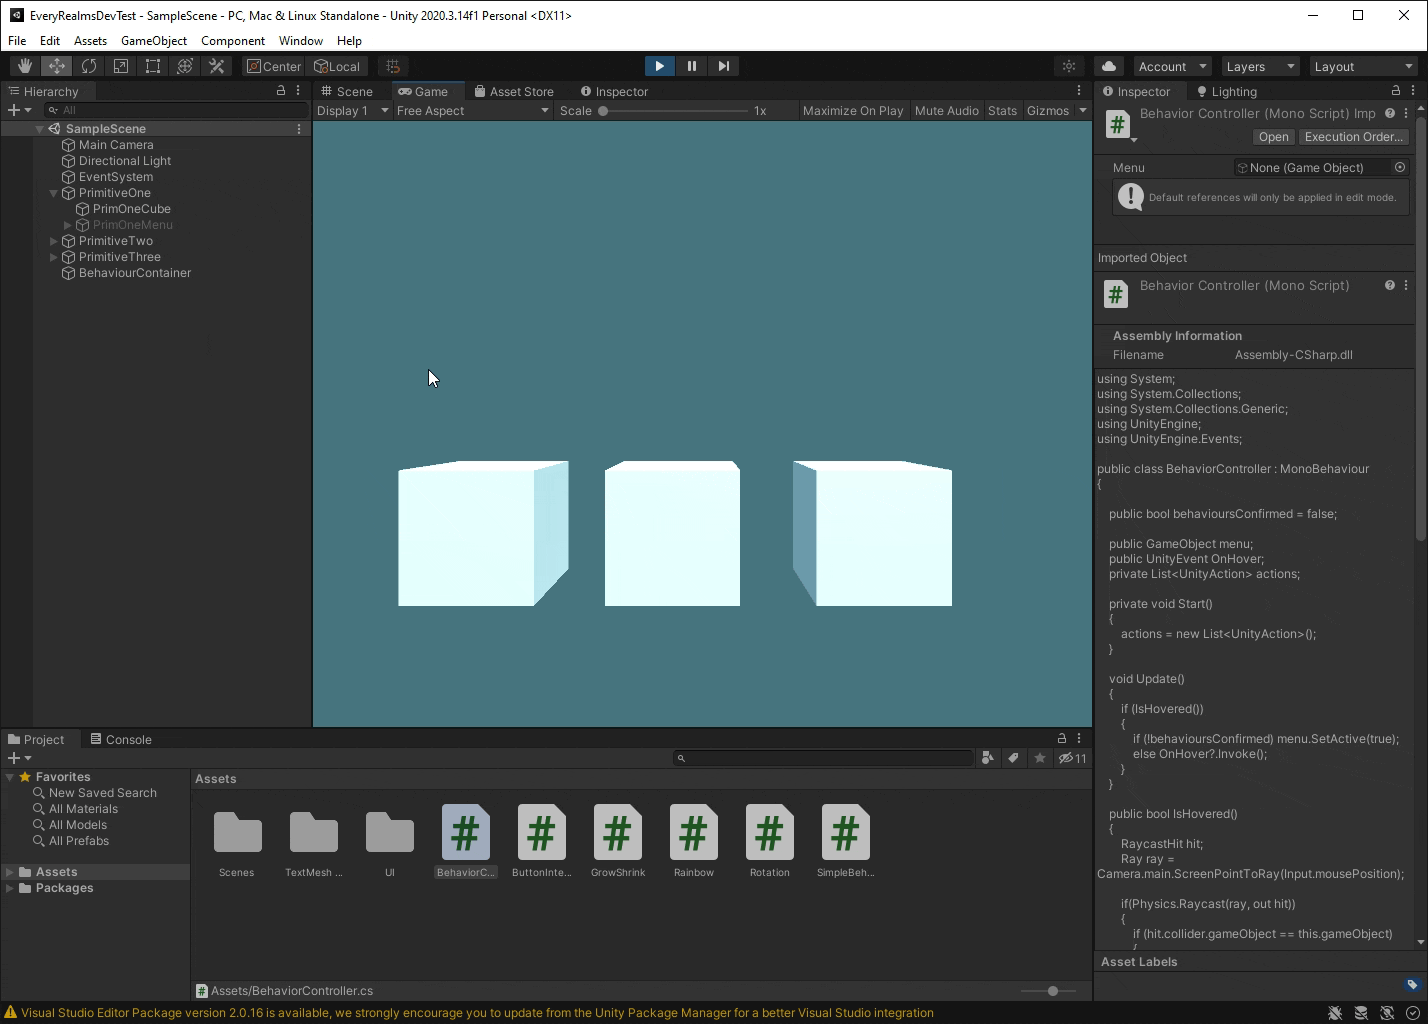 EveryRealmsDevTest - SampleScene - PC, Mac & Linux Standalone - Unity 2020.3.14f1 Personal <DX11>
File Edit Assets GameObject Component Window Help
Center Local Account Layers Layout
Hierarchy
All
SampleScene
Main Camera
Directional Light
EventSystem
PrimitiveOne
PrimOneCube
PrimOneMenu
PrimitiveTwo
PrimitiveThree
BehaviourContainer
Scene Game Asset Store Inspector
Display 1 Free Aspect Scale 1x Maximize On Play Mute Audio Stats Gizmos
Inspector Lighting
Behavior Controller (Mono Script) Imp
Open Execution Order...
Menu None (Game Object)
Default references will only be applied in edit mode.
Imported Object
Behavior Controller (Mono Script)
Assembly Information
Filename Assembly-CSharp.dll
using System;
using System.Collections;
using System.Collections.Generic;
using UnityEngine;
using UnityEngine.Events;
public class BehaviorController : MonoBehaviour
{
public bool behavioursConfirmed = false;
public GameObject menu;
public UnityEvent OnHover;
private List<UnityAction> actions;
private void Start()
{
actions = new List<UnityAction>();
}
void Update()
{
if (IsHovered())
{
if (!behavioursConfirmed) menu.SetActive(true);
else OnHover?.Invoke();
}
}
public bool IsHovered()
{
RaycastHit hit;
Ray ray =
Camera.main.ScreenPointToRay(Input.mousePosition);
if(Physics.Raycast(ray, out hit))
{
if (hit.collider.gameObject == this.gameObject)
{
Asset Labels
Project Console
11
Favorites
New Saved Search
All Materials
All Models
All Prefabs
Assets
Packages
Assets
Scenes TextMesh ... UI BehaviorC... ButtonInte... GrowShrink Rainbow Rotation SimpleBeh...
Assets/BehaviorController.cs
Visual Studio Editor Package version 2.0.16 is available, we strongly encourage you to update from the Unity Package Manager for a better Visual Studio integration